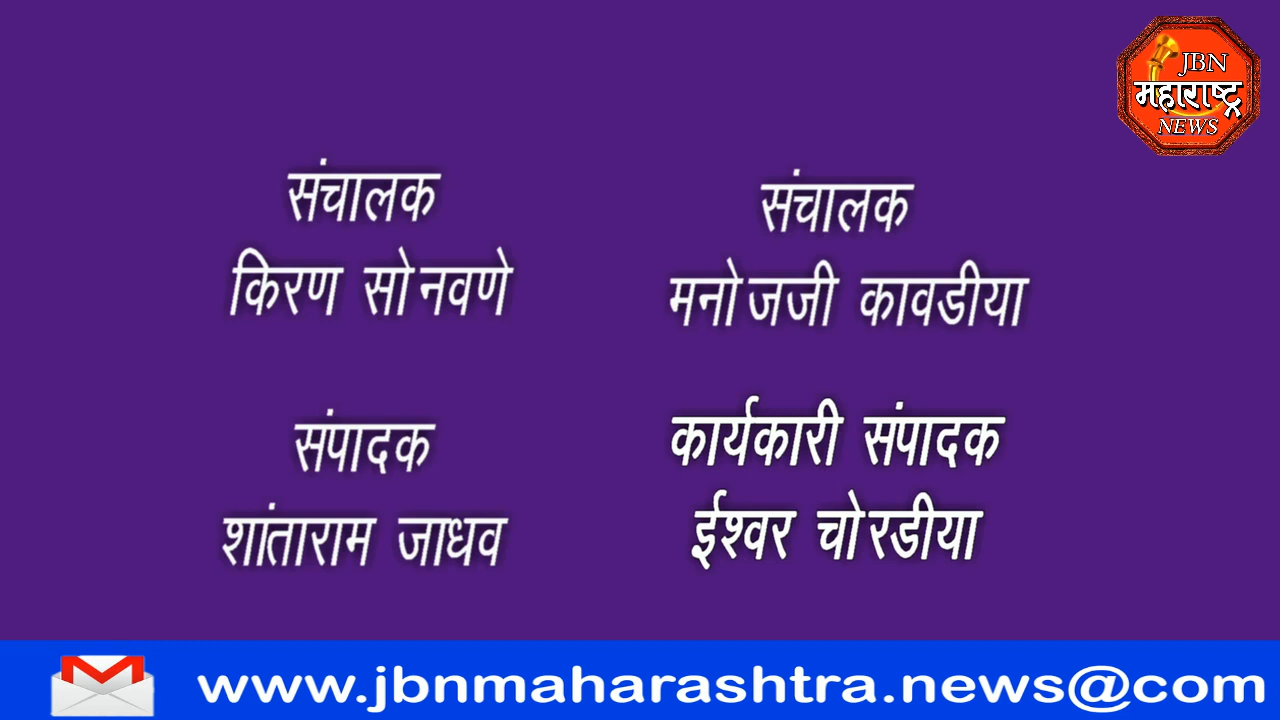 JBN
महाराष्ट्र
NEWS
संचालक
किरण सोनवणे
संचालक
मनोजजी कावडीया
संपादक
शांताराम जाधव
कार्यकारी संपादक
ईश्वर चोरडीया
www.jbnmaharashtra.news@com